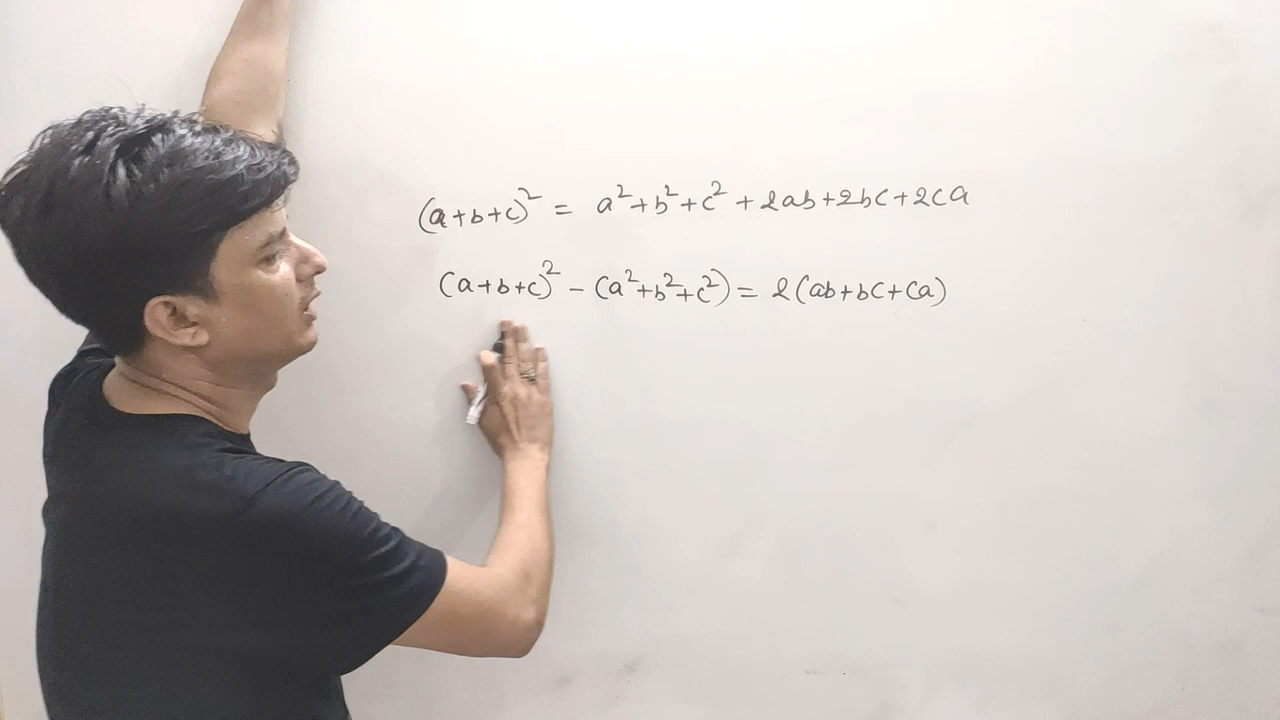 (a+b+c)² = a²+b²+c² + 2ab+2bc+2ca
(a+b+c)² - (a²+b²+c²) = 2(ab+bc+ca)